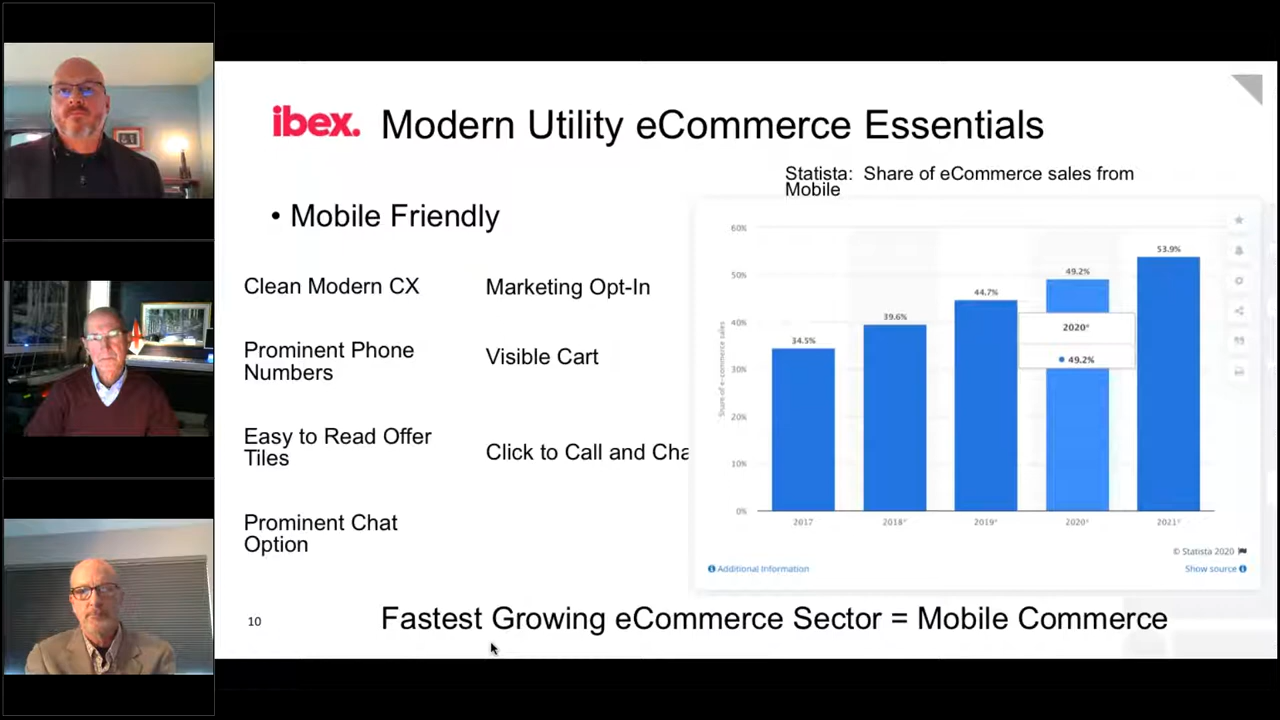 ibex. Modern Utility eCommerce Essentials
Statista: Share of eCommerce sales from
Mobile
• Mobile Friendly
Clean Modern CX
Marketing Opt-In
Prominent Phone
Numbers
Visible Cart
Easy to Read Offer
Tiles
Click to Call and Cha
Prominent Chat
Option
Share of e-commerce sales
60%
50%
40%
30%
20%
10%
0%
34.5%
39.6%
44.7%
49.2%
53.9%
2020*
49.2%
2017
2018*
2019*
2020*
2021*
© Statista 2020
Additional Information
Show source
10
Fastest Growing eCommerce Sector = Mobile Commerce